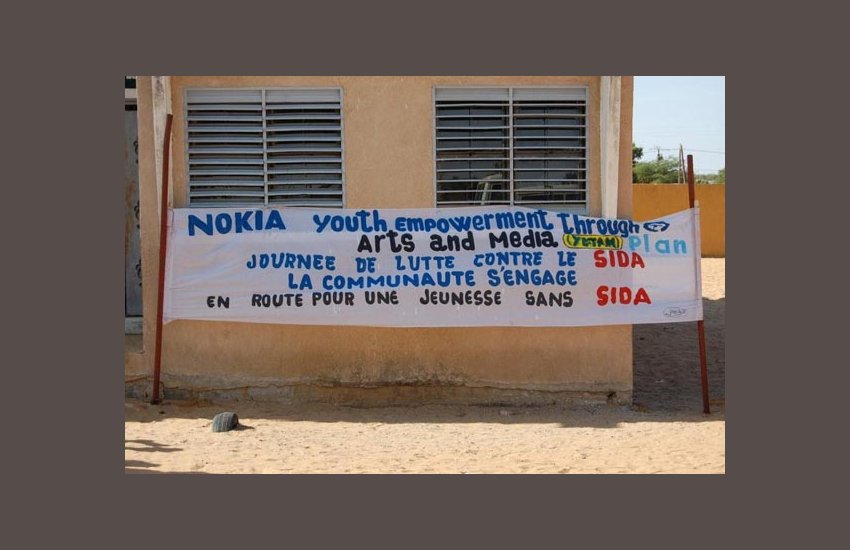 NOKIA Youth Empowerment Through
Arts and Media (YETAM) Plan
JOURNEE DE LUTTE CONTRE LE SIDA
LA COMMUNAUTE S'ENGAGE
EN ROUTE POUR UNE JEUNESSE SANS SIDA